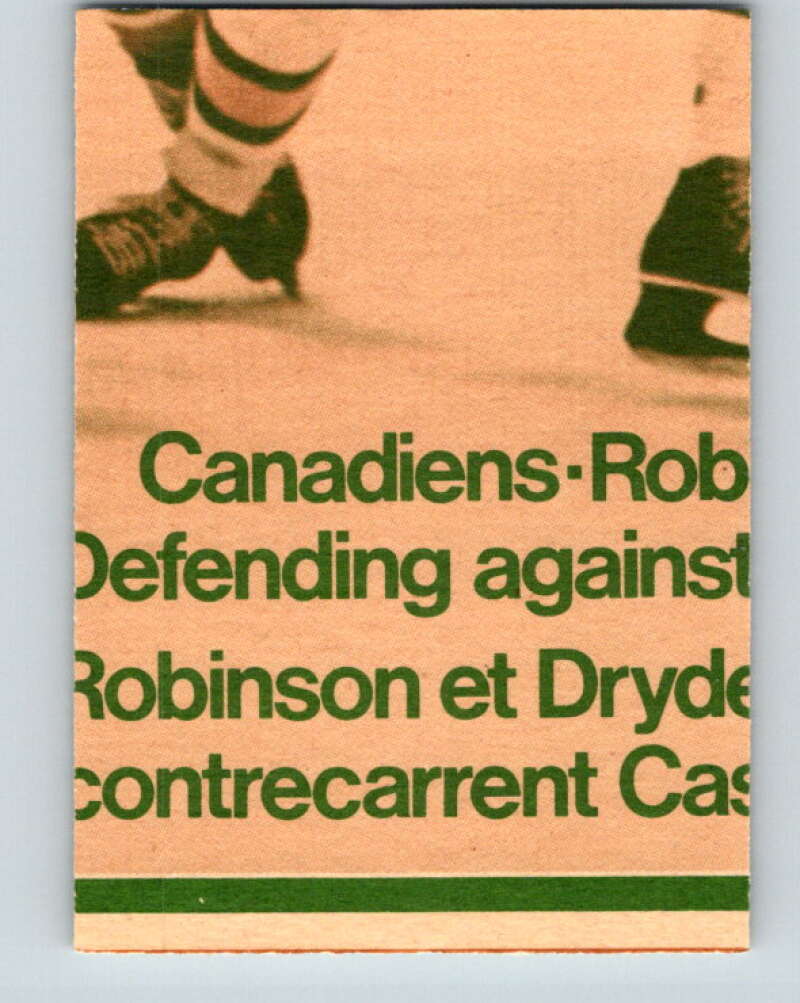 Canadiens·Rob
Defending against
Robinson et Dryde
contrecarrent Cas